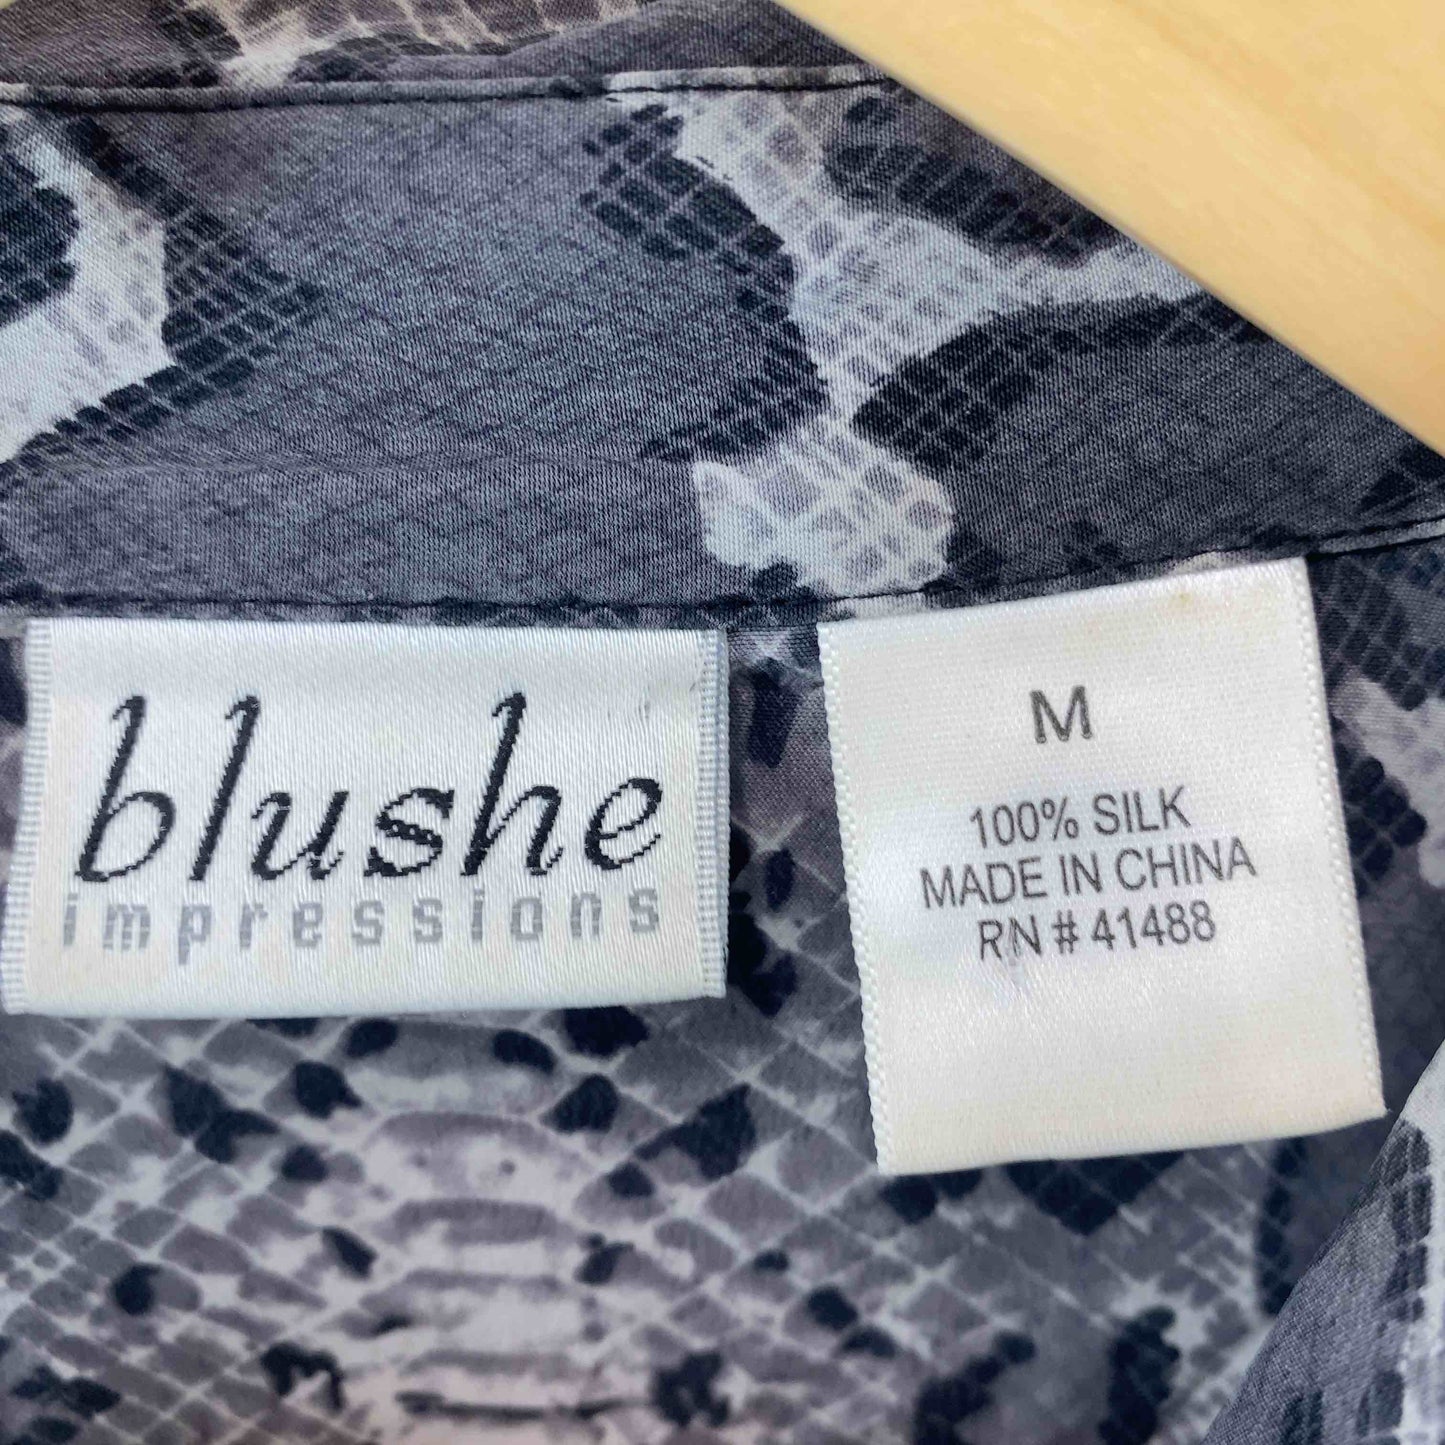 blushe
impressions
M
100% SILK
MADE IN CHINA
RN # 41488